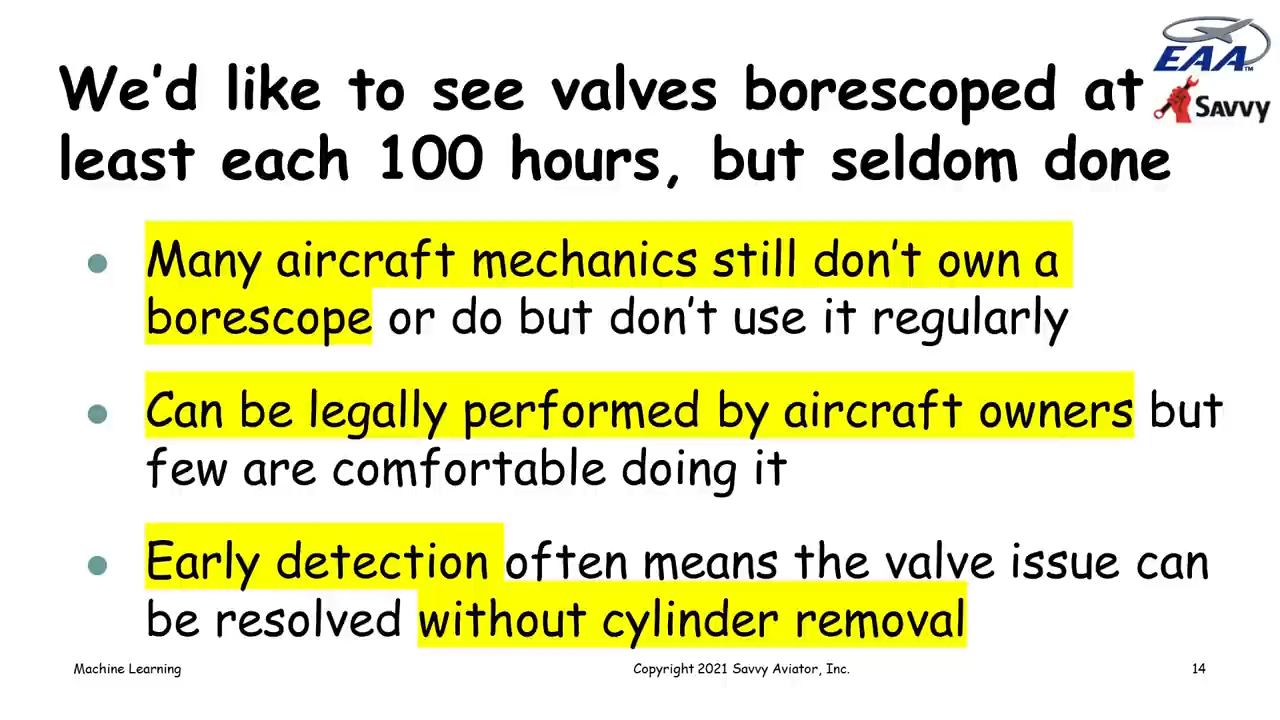 We'd like to see valves borescoped at
least each 100 hours, but seldom done
EAA™
Savvy
● Many aircraft mechanics still don't own a
borescope or do but don't use it regularly
● Can be legally performed by aircraft owners but
few are comfortable doing it
● Early detection often means the valve issue can
be resolved without cylinder removal
Machine Learning
Copyright 2021 Savvy Aviator, Inc.
14